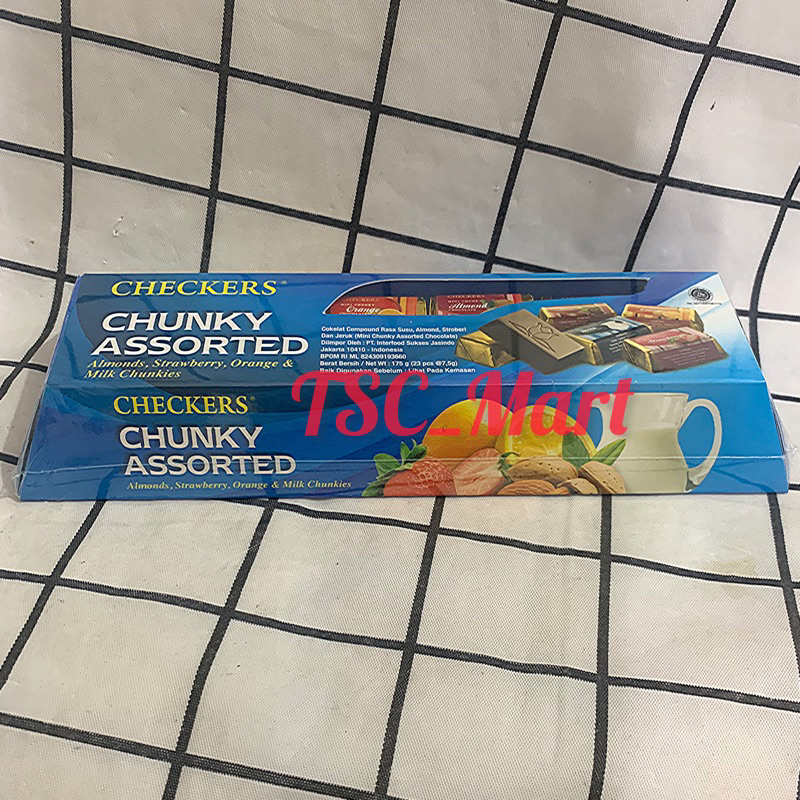 CHECKERS
CHUNKY
ASSORTED
Almonds, Strawberry, Orange &
Milk Chunkies
Orange
Almond
Cokelat Compound Rasa Susu, Almond, Stroberi
Dan Jeruk (Mini Chunky Assorted Chocolate)
Diimpor Oleh : PT. Interfood Sukses Jasindo
Jakarta 10410 - Indonesia
BPOM RI ML 824309193660
Berat Bersih / Net Wt : 175 g (23 pcs @7,5g)
Baik Digunakan Sebelum : Lihat Pada Kemasan
TSC_Mart
CHECKERS
CHUNKY
ASSORTED
Almonds, Strawberry, Orange & Milk Chunkies